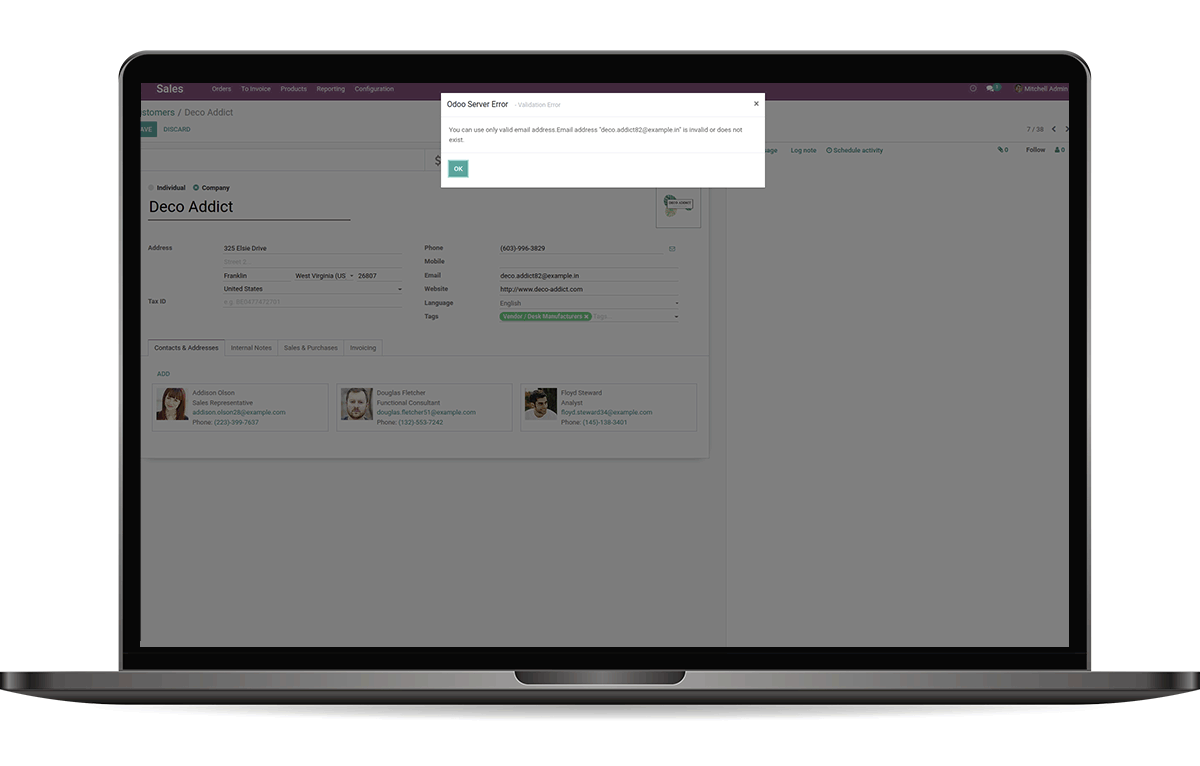 Sales Orders To Invoice Products Reporting Configuration Mitchell Admin
stomers / Deco Addict
AVE DISCARD 7 / 38
Odoo Server Error - Validation Error ×
You can use only valid email address.Email address "deco.addict82@example.in" is invalid or does not
exist.
OK
age Log note Schedule activity 0 Follow 0
$
Individual Company
Deco Addict
DECO ADDICT
Address 325 Elsie Drive
Street 2...
Franklin West Virginia (US 26807
United States
Tax ID
Phone (603)-996-3829
Mobile
Email deco.addict82@example.in
Website http://www.deco-addict.com
Language English
Tags Vendor / Desk Manufacturers × Tags...
Contacts & Addresses Internal Notes Sales & Purchases Invoicing
ADD
Addison Olson
Sales Representative
addison.olson28@example.com
Phone: (223)-399-7637
Douglas Fletcher
Functional Consultant
douglas.fletcher51@example.com
Phone: (132)-553-7242
Floyd Steward
Analyst
floyd.steward34@example.com
Phone: (145)-138-3401